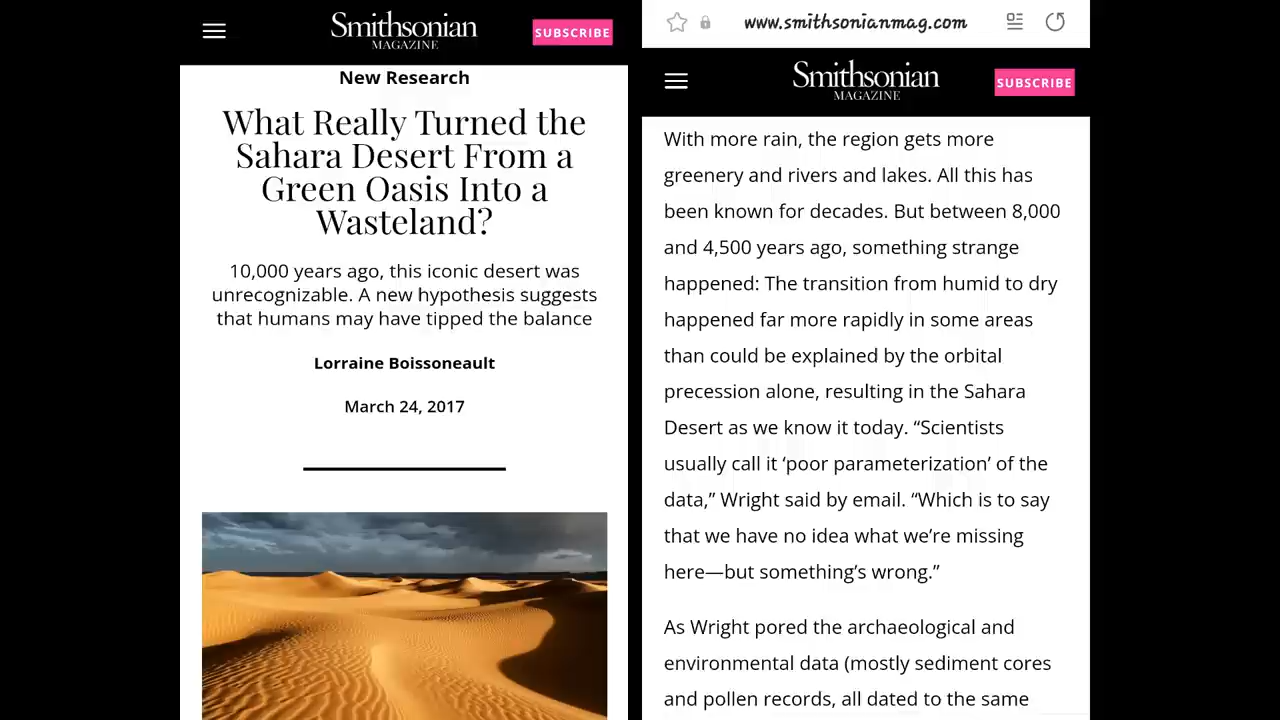 Smithsonian
MAGAZINE
SUBSCRIBE
New Research
What Really Turned the
Sahara Desert From a
Green Oasis Into a
Wasteland?
10,000 years ago, this iconic desert was
unrecognizable. A new hypothesis suggests
that humans may have tipped the balance
Lorraine Boissoneault
March 24, 2017
www.smithsonianmag.com
Smithsonian
MAGAZINE
SUBSCRIBE
With more rain, the region gets more
greenery and rivers and lakes. All this has
been known for decades. But between 8,000
and 4,500 years ago, something strange
happened: The transition from humid to dry
happened far more rapidly in some areas
than could be explained by the orbital
precession alone, resulting in the Sahara
Desert as we know it today. “Scientists
usually call it ‘poor parameterization’ of the
data,” Wright said by email. “Which is to say
that we have no idea what we’re missing
here—but something’s wrong.”
As Wright pored the archaeological and
environmental data (mostly sediment cores
and pollen records, all dated to the same